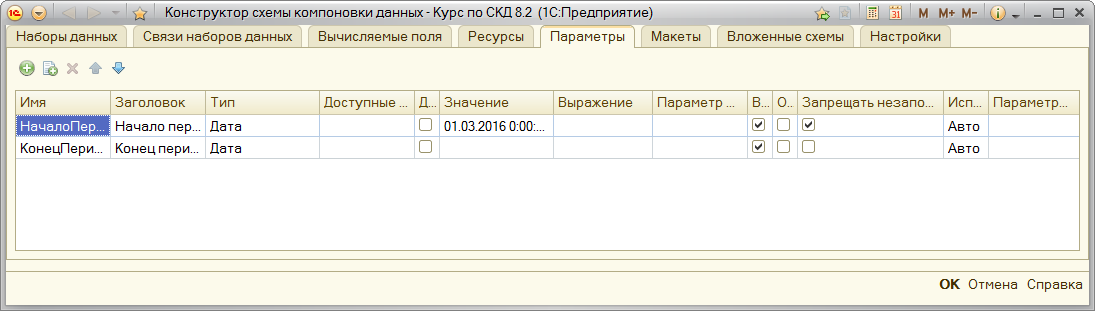 Конструктор схемы компоновки данных - Курс по СКД 8.2 (1С:Предприятие)
31 M M+ M-
Наборы данных Связи наборов данных Вычисляемые поля Ресурсы Параметры Макеты Вложенные схемы Настройки
Имя Заголовок Тип Доступные ... Д... Значение Выражение Параметр ... В... О... Запрещать незапо... Исп... Параметр...
НачалоПер... Начало пер... Дата 01.03.2016 0:00:... Авто
КонецПери... Конец пери... Дата Авто
ОК Отмена Справка